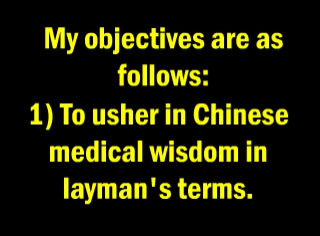 My objectives are as
follows:
1) To usher in Chinese
medical wisdom in
layman's terms.